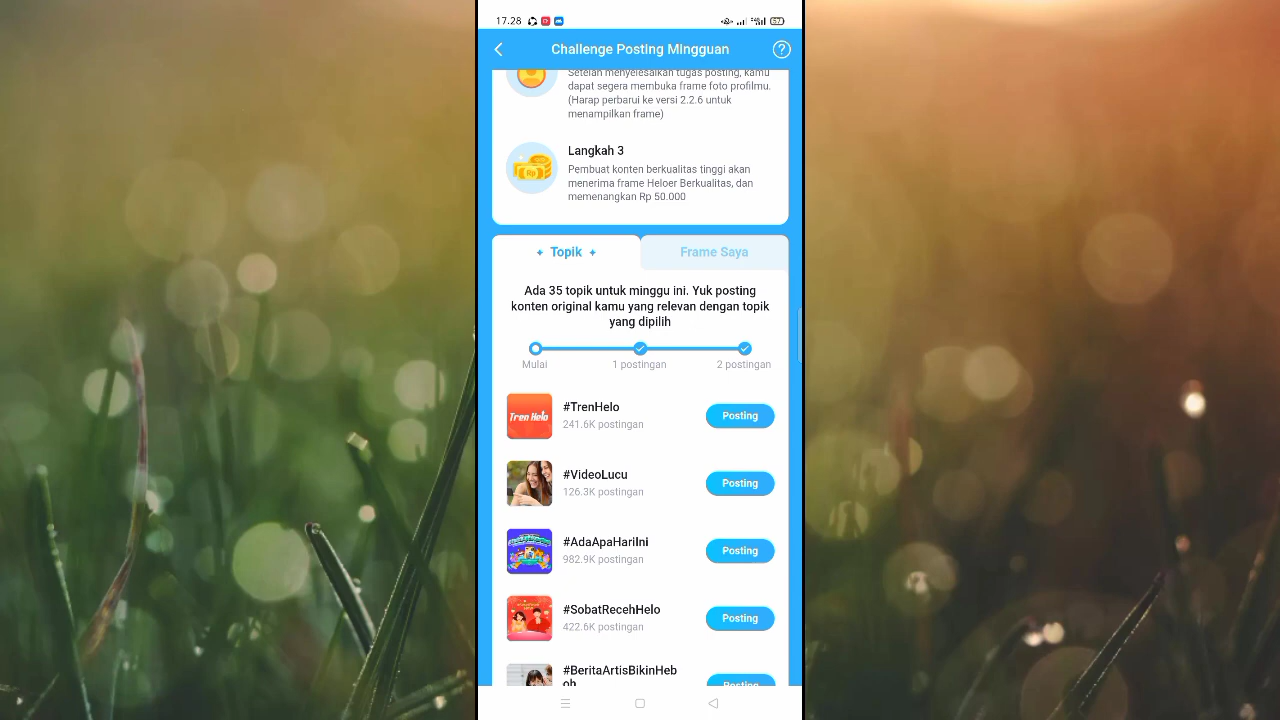 17.28
57
Challenge Posting Mingguan
Setelah menyelesaikan tugas posting, kamu
dapat segera membuka frame foto profilmu.
(Harap perbarui ke versi 2.2.6 untuk
menampilkan frame)
Langkah 3
Rp
Pembuat konten berkualitas tinggi akan
menerima frame Heloer Berkualitas, dan
memenangkan Rp 50.000
Topik
Frame Saya
Ada 35 topik untuk minggu ini. Yuk posting
konten original kamu yang relevan dengan topik
yang dipilih
Mulai
1 postingan
2 postingan
Tren Helo
#TrenHelo
241.6K postingan
Posting
#VideoLucu
126.3K postingan
Posting
#AdaApaHariIni
982.9K postingan
Posting
#SobatRecehHelo
422.6K postingan
Posting
#BeritaArtisBikinHeb
oh
Posting